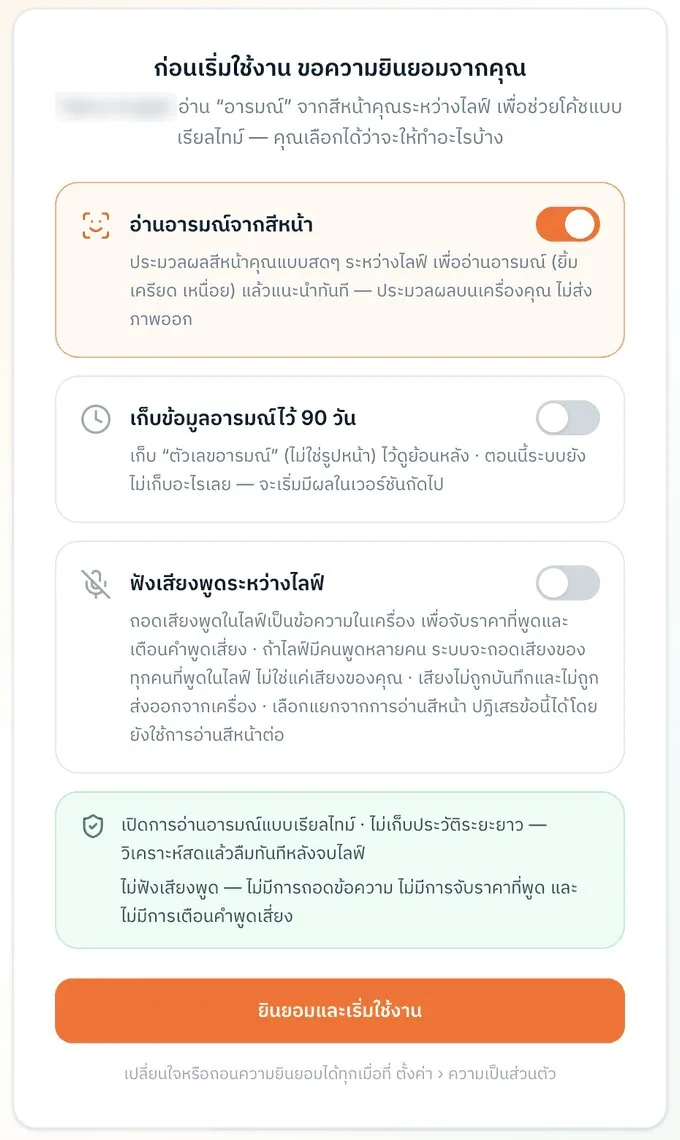 ก่อนเริ่มใช้งาน ขอความยินยอมจากคุณ
อ่าน “อารมณ์” จากสีหน้าคุณระหว่างไลฟ์ เพื่อช่วยโค้ชแบบ
เรียลไทม์ — คุณเลือกได้ว่าจะให้ทำอะไรบ้าง
อ่านอารมณ์จากสีหน้า
ประมวลผลสีหน้าคุณแบบสดๆ ระหว่างไลฟ์ เพื่ออ่านอารมณ์ (ยิ้ม
เครียด เหนื่อย) แล้วแนะนำทันที — ประมวลผลบนเครื่องคุณ ไม่ส่ง
ภาพออก
เก็บข้อมูลอารมณ์ไว้ 90 วัน
เก็บ “ตัวเลขอารมณ์” (ไม่ใช่รูปหน้า) ไว้ดูย้อนหลัง · ตอนนี้ระบบยัง
ไม่เก็บอะไรเลย — จะเริ่มมีผลในเวอร์ชันถัดไป
ฟังเสียงพูดระหว่างไลฟ์
ถอดเสียงพูดในไลฟ์เป็นข้อความในเครื่อง เพื่อจับราคาที่พูดและ
เตือนคำพูดเสี่ยง · ถ้าไลฟ์มีคนพูดหลายคน ระบบจะถอดเสียงของ
ทุกคนที่พูดในไลฟ์ ไม่ใช่แค่เสียงของคุณ · เสียงไม่ถูกบันทึกและไม่ถูก
ส่งออกจากเครื่อง · เลือกแยกจากการอ่านสีหน้า ปฏิเสธข้อนี้ได้โดย
ยังใช้การอ่านสีหน้าต่อ
เปิดการอ่านอารมณ์แบบเรียลไทม์ · ไม่เก็บประวัติระยะยาว —
วิเคราะห์สดแล้วลืมทันทีหลังจบไลฟ์
ไม่ฟังเสียงพูด — ไม่มีการถอดข้อความ ไม่มีการจับราคาที่พูด และ
ไม่มีการเตือนคำพูดเสี่ยง
ยินยอมและเริ่มใช้งาน
เปลี่ยนใจหรือถอนความยินยอมได้ทุกเมื่อที่ ตั้งค่า › ความเป็นส่วนตัว